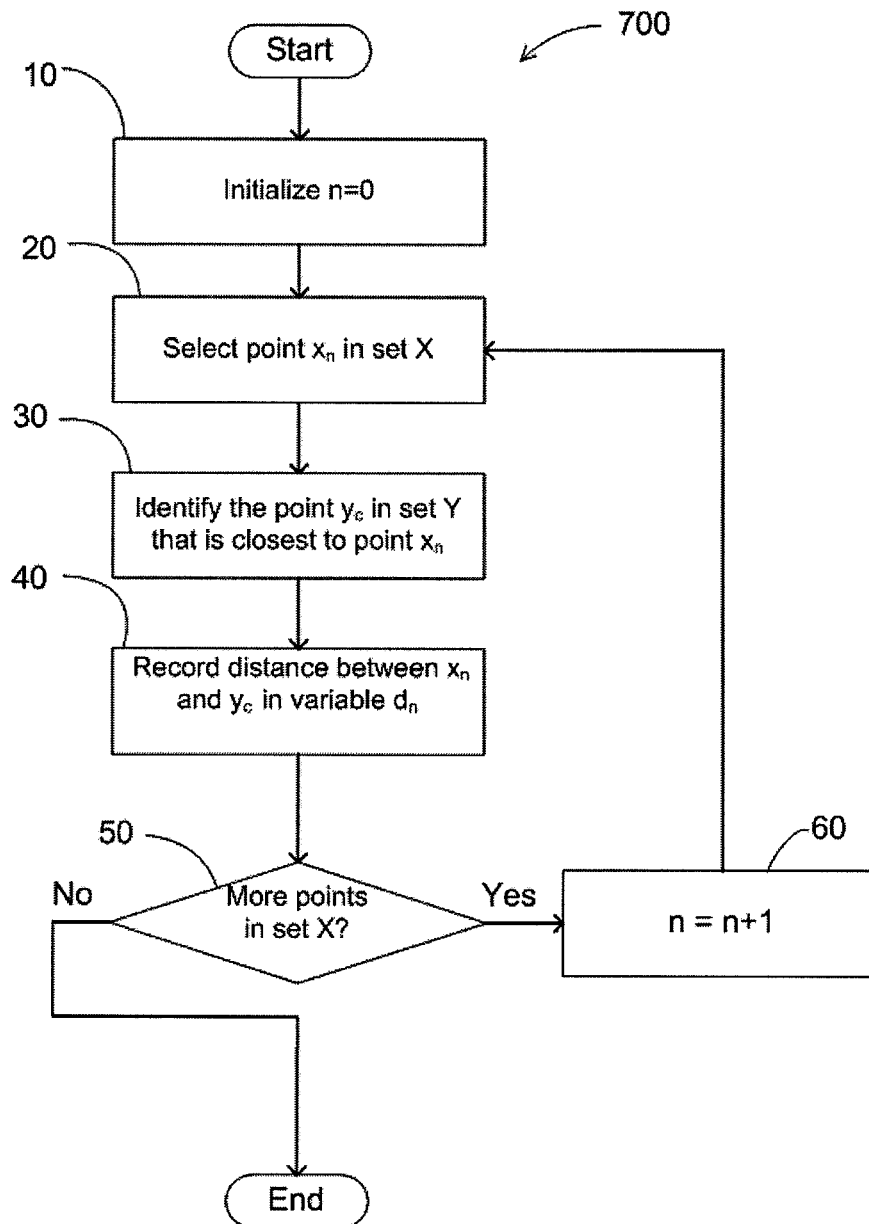 Start
700
10
Initialize n=0
20
Select point xₙ in set X
30
Identify the point y_c in set Y
that is closest to point xₙ
40
Record distance between xₙ
and y_c in variable dₙ
50
60
No
More points
in set X?
Yes
n = n+1
End